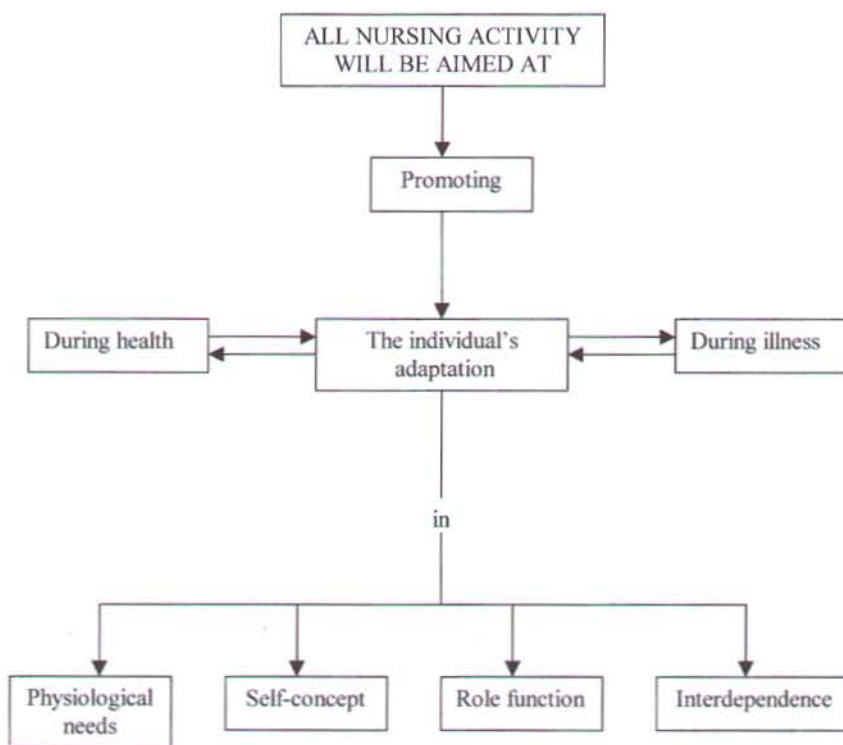 ALL NURSING ACTIVITY
WILL BE AIMED AT
Promoting
During health
The individual's
adaptation
During illness
in
Physiological
needs
Self-concept
Role function
Interdependence